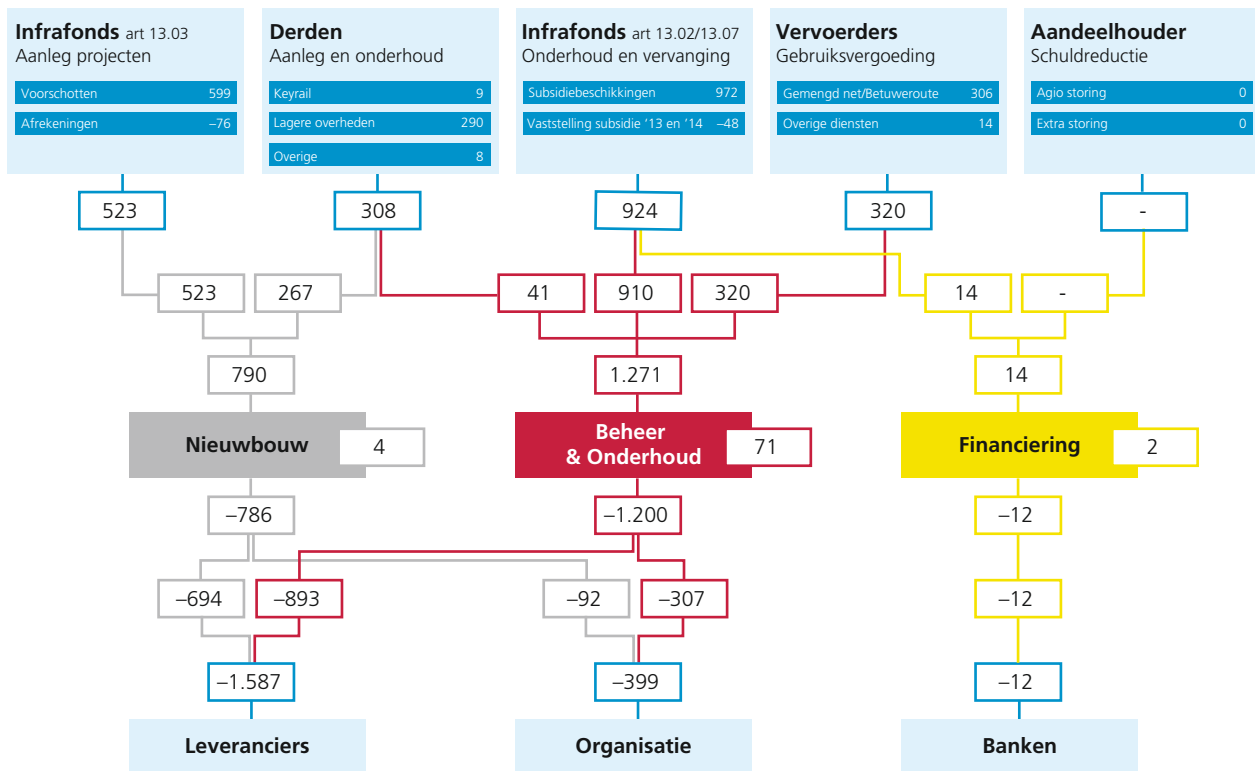 Infrafonds art 13.03
Aanleg projecten
Voorschotten 599
Afrekeningen –76
Derden
Aanleg en onderhoud
Keyrail 9
Lagere overheden 290
Overige 8
Infrafonds art 13.02/13.07
Onderhoud en vervanging
Subsidiebeschikkingen 972
Vaststelling subsidie ’13 en ’14 –48
Vervoerders
Gebruiksvergoeding
Gemengd net/Betuweroute 306
Overige diensten 14
Aandeelhouder
Schuldreductie
Agio storing 0
Extra storing 0
523 308 924 320 -
523 267 41 910 320 14 -
790 1.271 14
Nieuwbouw 4
Beheer
& Onderhoud 71
Financiering 2
–786 –1.200 –12
–694 –893 –92 –307 –12
–1.587 –399 –12
Leveranciers Organisatie Banken